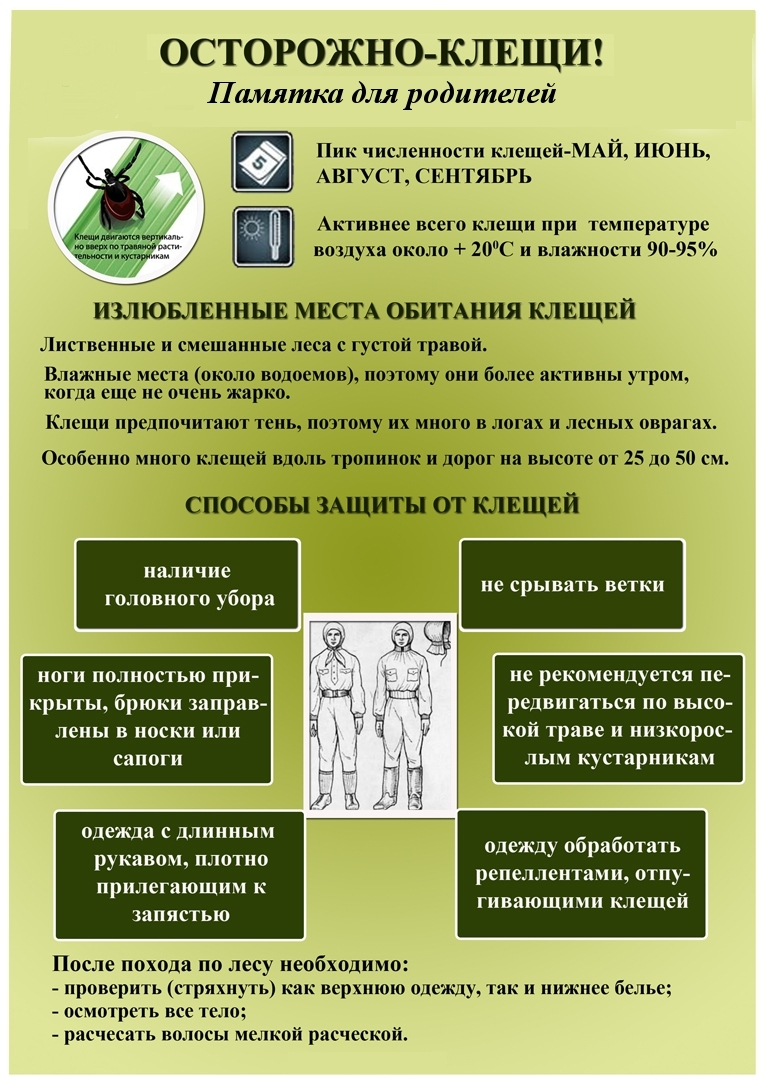 ОСТОРОЖНО-КЛЕЩИ!
Памятка для родителей
Клещи двигаются вертикаль-
но вверх по травяной расти-
тельности и кустарникам
5
Пик численности клещей-МАЙ, ИЮНЬ,
АВГУСТ, СЕНТЯБРЬ
Активнее всего клещи при температуре
воздуха около + 20⁰С и влажности 90-95%
ИЗЛЮБЛЕННЫЕ МЕСТА ОБИТАНИЯ КЛЕЩЕЙ
Лиственные и смешанные леса с густой травой.
Влажные места (около водоемов), поэтому они более активны утром,
когда еще не очень жарко.
Клещи предпочитают тень, поэтому их много в логах и лесных оврагах.
Особенно много клещей вдоль тропинок и дорог на высоте от 25 до 50 см.
СПОСОБЫ ЗАЩИТЫ ОТ КЛЕЩЕЙ
наличие
головного убора
не срывать ветки
ноги полностью при-
крыты, брюки заправ-
лены в носки или
сапоги
не рекомендуется пе-
редвигаться по высо-
кой траве и низкорос-
лым кустарникам
одежда с длинным
рукавом, плотно
прилегающим к
запястью
одежду обработать
репеллентами, отпу-
гивающими клещей
После похода по лесу необходимо:
- проверить (стряхнуть) как верхнюю одежду, так и нижнее белье;
- осмотреть все тело;
- расчесать волосы мелкой расческой.